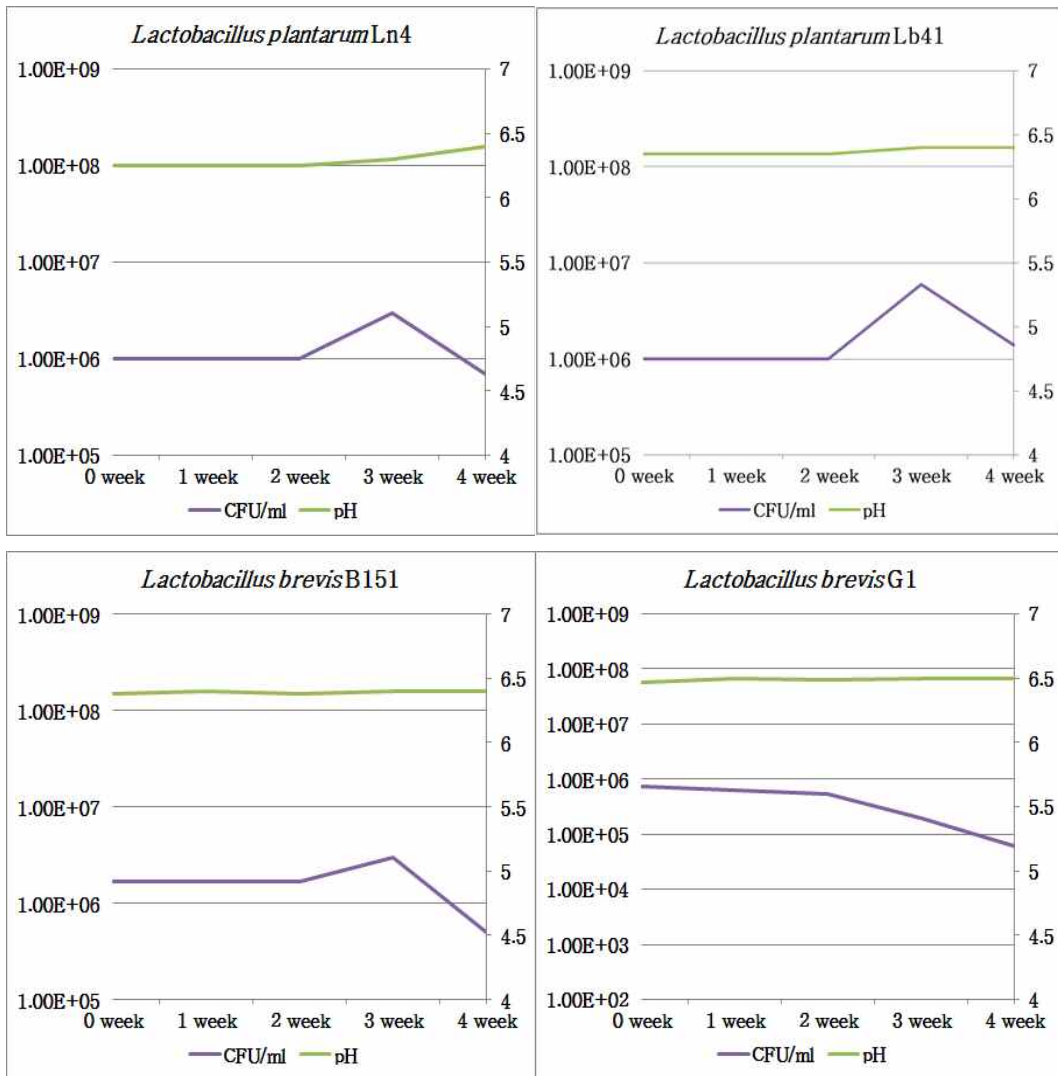 Lactobacillus plantarum Ln4
1.00E+09
1.00E+08
1.00E+07
1.00E+06
1.00E+05
7
6.5
6
5.5
5
4.5
4
0 week 1 week 2 week 3 week 4 week
CFU/ml pH
Lactobacillus plantarum Lb41
1.00E+09
1.00E+08
1.00E+07
1.00E+06
1.00E+05
7
6.5
6
5.5
5
4.5
4
0 week 1 week 2 week 3 week 4 week
CFU/ml pH
Lactobacillus brevis B151
1.00E+09
1.00E+08
1.00E+07
1.00E+06
1.00E+05
7
6.5
6
5.5
5
4.5
4
0 week 1 week 2 week 3 week 4 week
CFU/ml pH
Lactobacillus brevis G1
1.00E+09
1.00E+08
1.00E+07
1.00E+06
1.00E+05
1.00E+04
1.00E+03
1.00E+02
7
6.5
6
5.5
5
4.5
4
0 week 1 week 2 week 3 week 4 week
CFU/ml pH